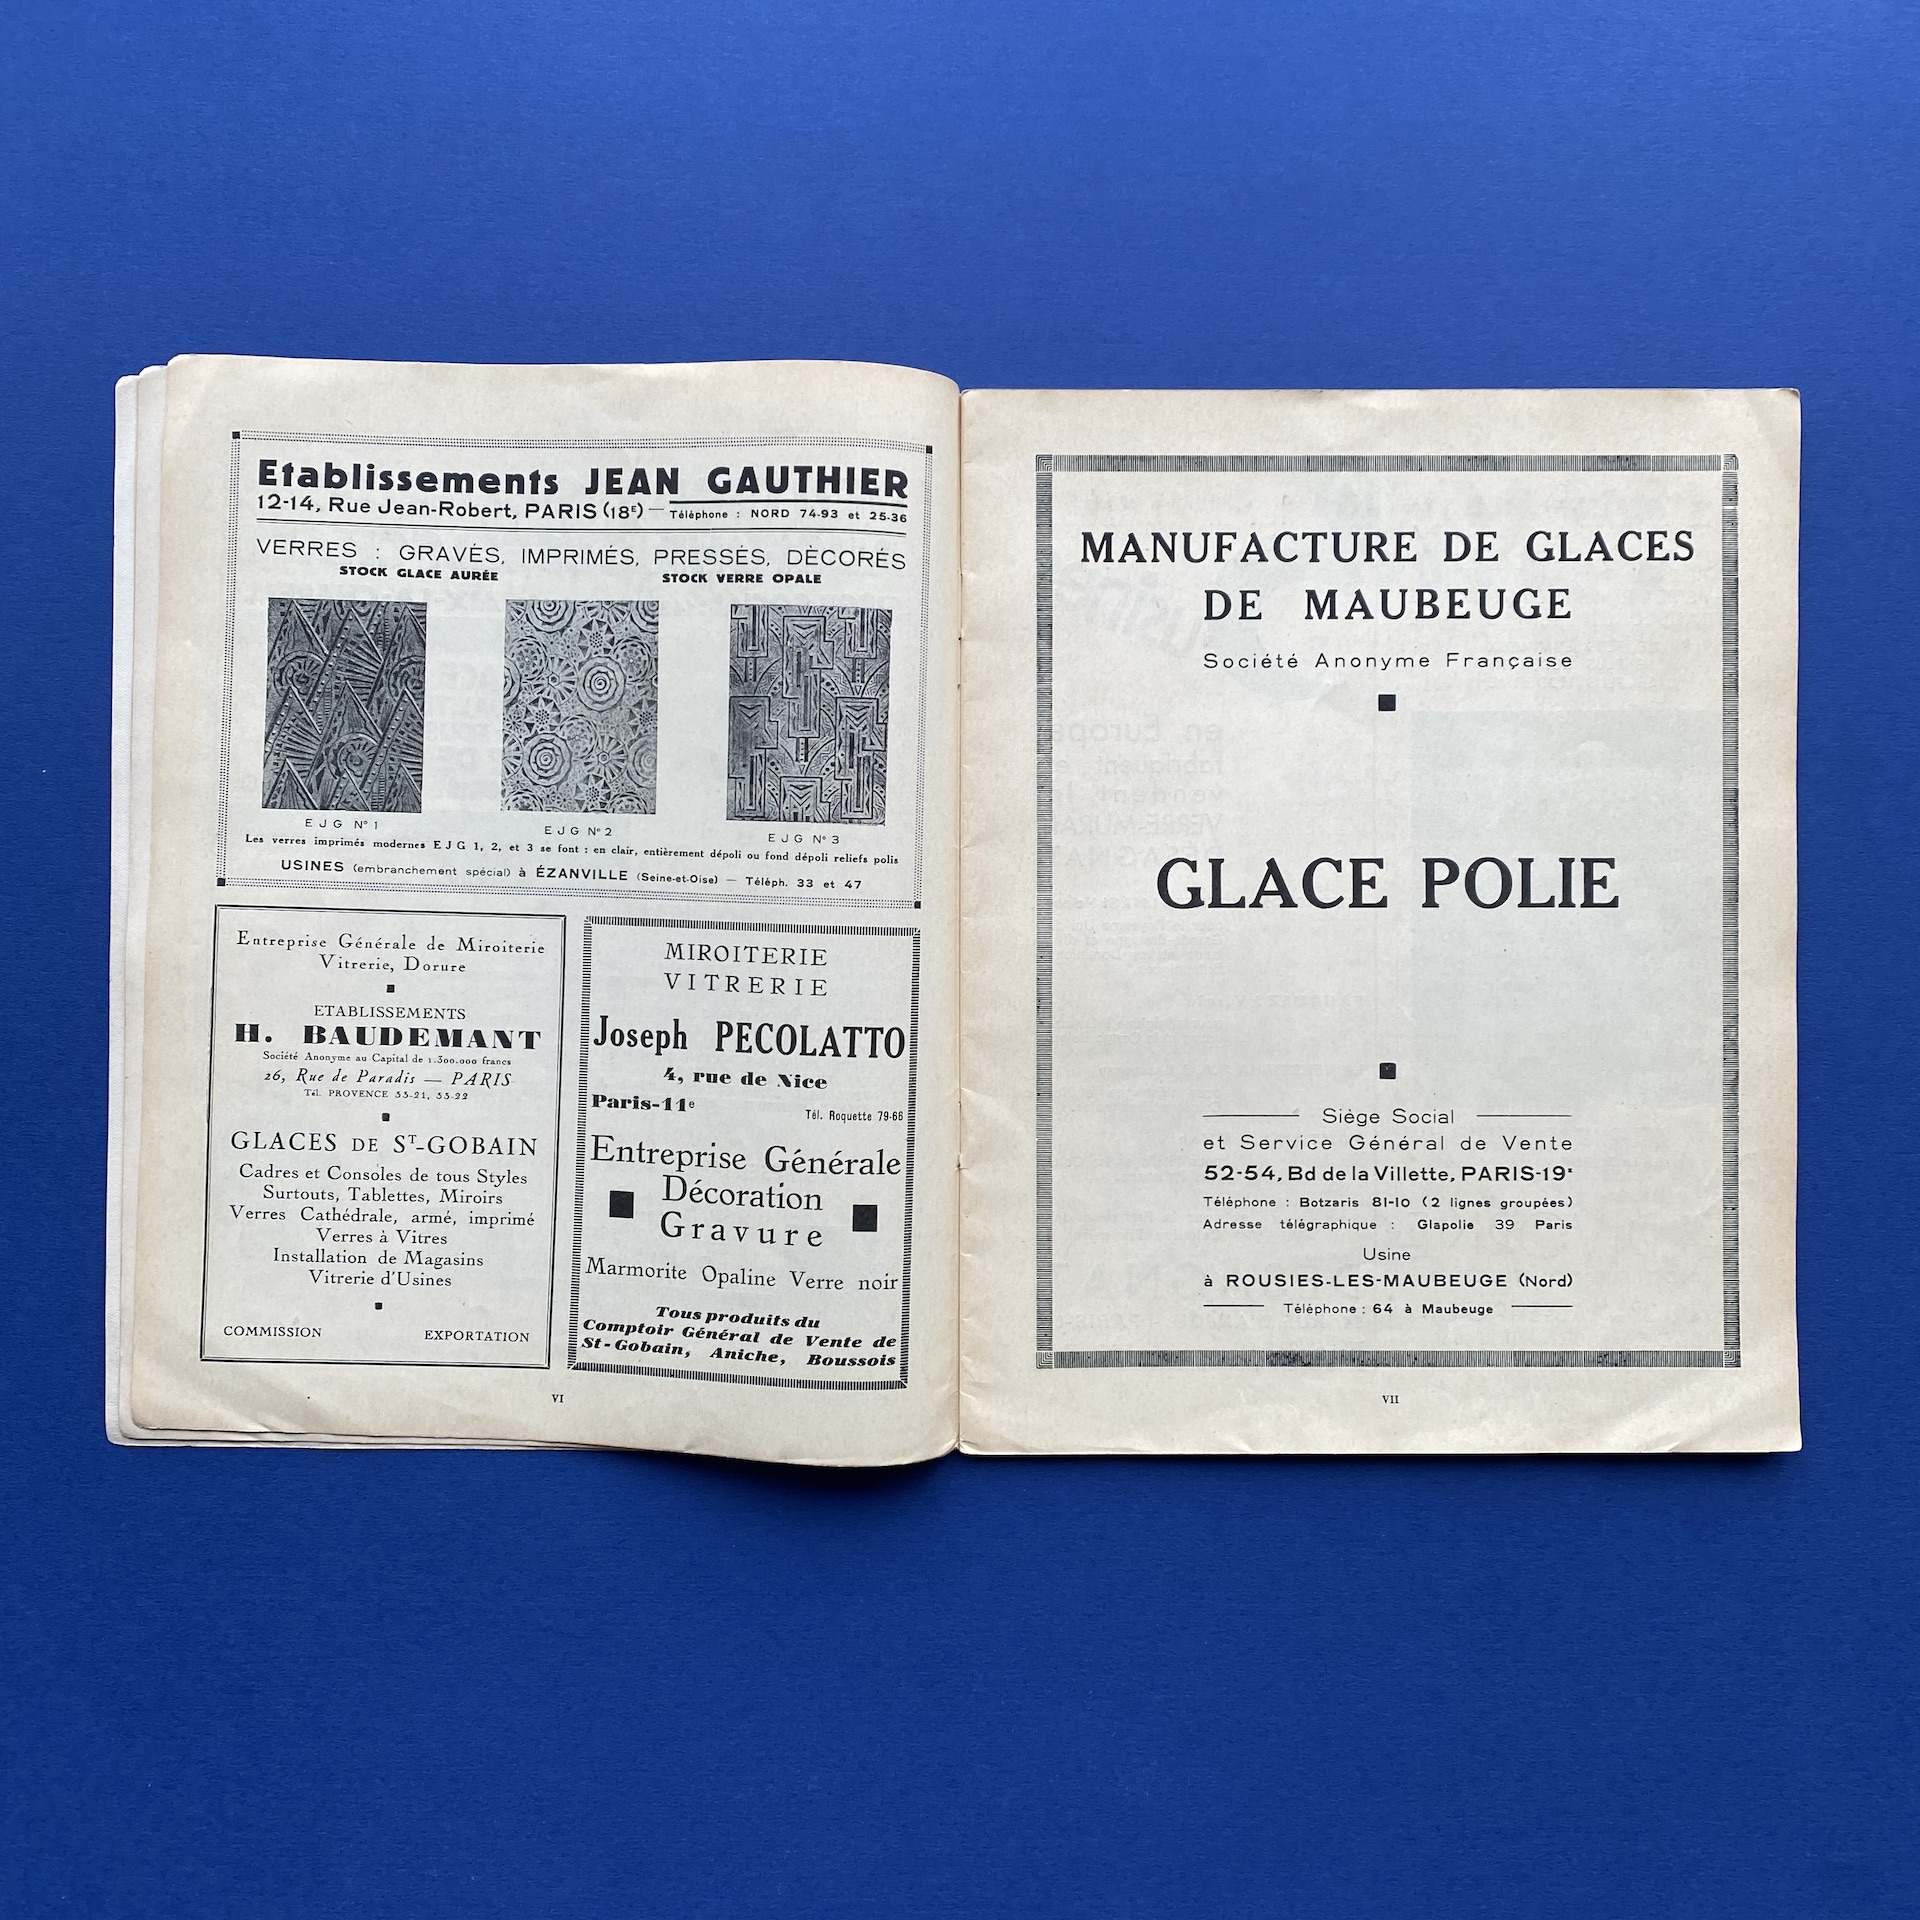 Etablissements JEAN GAUTHIER
12-14, Rue Jean-Robert, PARIS (18E) — Téléphone : NORD 74-93 et 25-36
VERRES : GRAVÉS, IMPRIMÉS, PRESSÉS, DÈCORÉS
STOCK GLACE AURÉE STOCK VERRE OPALE
EJG Nº 1
EJG Nº 2
EJG Nº 3
Les verres imprimés modernes E J G 1, 2, et 3 se font : en clair, entièrement dépoli ou fond dépoli reliefs polis
USINES (embranchement spécial) à ÉZANVILLE (Seine-et-Oise) — Téléph. 33 et 47
Entreprise Générale de Miroiterie
Vitrerie, Dorure
ETABLISSEMENTS
H. BAUDEMANT
Société Anonyme au Capital de 1.300.000 francs
26, Rue de Paradis — PARIS
Tél. PROVENCE 55-21, 55-22
GLACES DE ST-GOBAIN
Cadres et Consoles de tous Styles
Surtouts, Tablettes, Miroirs
Verres Cathédrale, armé, imprimé
Verres à Vitres
Installation de Magasins
Vitrerie d'Usines
COMMISSION EXPORTATION
MIROITERIE
VITRERIE
Joseph PECOLATTO
4, rue de Nice
Paris-11e
Tél. Roquette 79-66
Entreprise Générale
Décoration
Gravure
Marmorite Opaline Verre noir
Tous produits du
Comptoir Général de Vente de
St-Gobain, Aniche, Boussois
VI
MANUFACTURE DE GLACES
DE MAUBEUGE
Société Anonyme Française
GLACE POLIE
Siège Social
et Service Général de Vente
52-54, Bd de la Villette, PARIS-19e
Téléphone : Botzaris 81-10 (2 lignes groupées)
Adresse télégraphique : Glapolie 39 Paris
Usine
à ROUSIES-LES-MAUBEUGE (Nord)
Téléphone : 64 à Maubeuge
VII